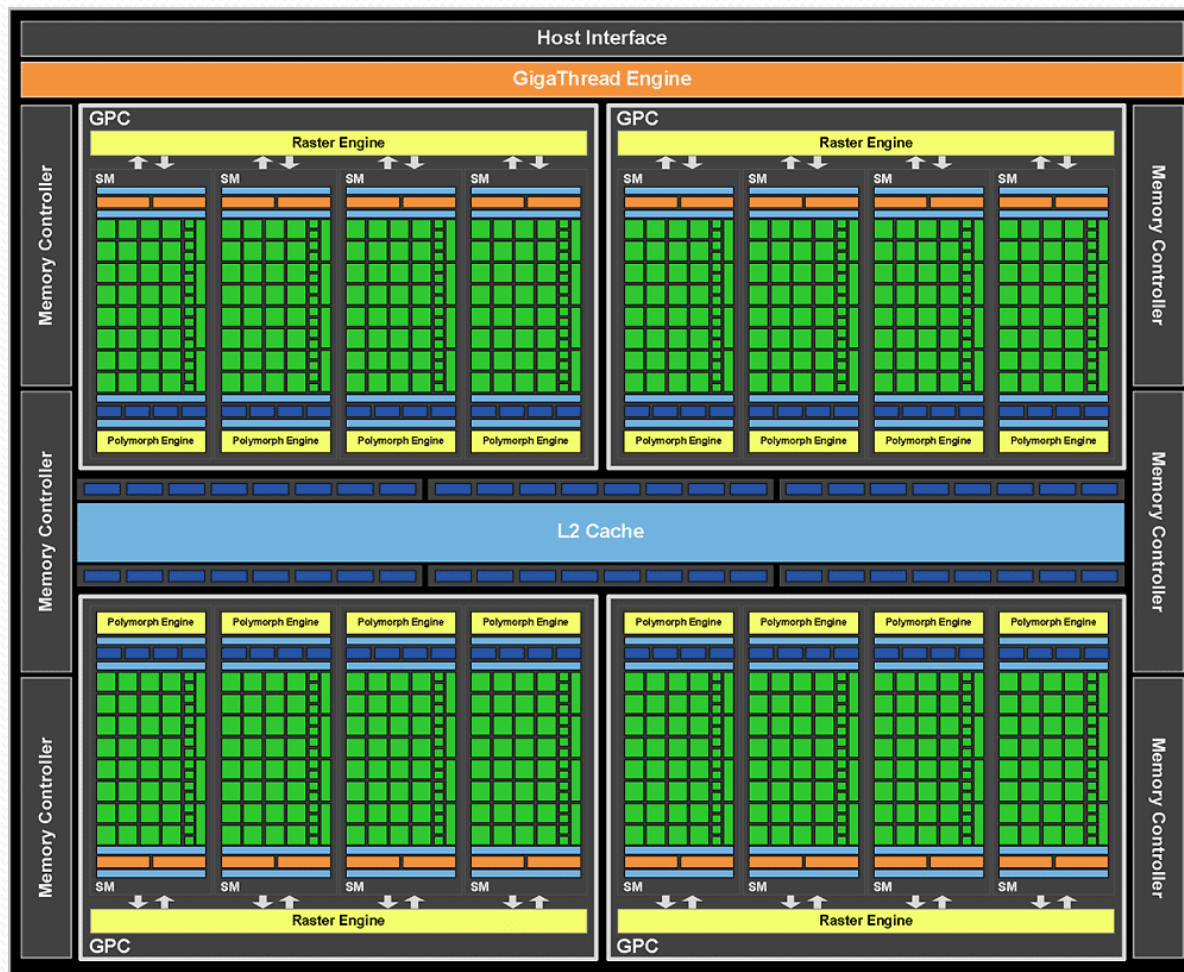 Host Interface
GigaThread Engine
Memory Controller
Memory Controller
Memory Controller
GPC
Raster Engine
SM SM SM SM
Polymorph Engine Polymorph Engine Polymorph Engine Polymorph Engine
GPC
Raster Engine
SM SM SM SM
Polymorph Engine Polymorph Engine Polymorph Engine Polymorph Engine
L2 Cache
Polymorph Engine Polymorph Engine Polymorph Engine Polymorph Engine
SM SM SM SM
Raster Engine
GPC
Polymorph Engine Polymorph Engine Polymorph Engine Polymorph Engine
SM SM SM SM
Raster Engine
GPC
Memory Controller
Memory Controller
Memory Controller